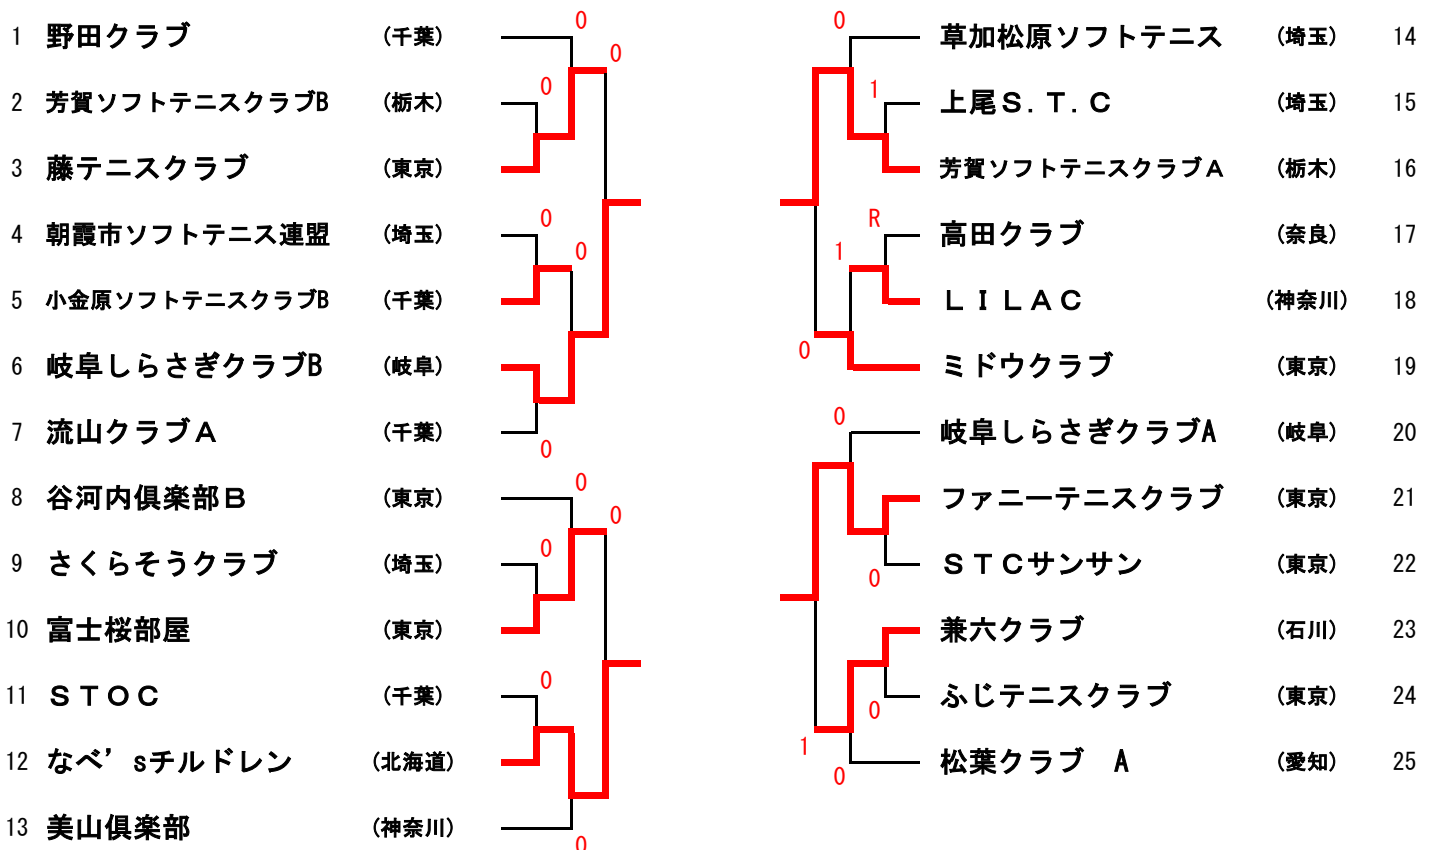 1 野田クラブ (千葉)
2 芳賀ソフトテニスクラブB (栃木)
3 藤テニスクラブ (東京)
4 朝霞市ソフトテニス連盟 (埼玉)
5 小金原ソフトテニスクラブB (千葉)
6 岐阜しらさぎクラブB (岐阜)
7 流山クラブA (千葉)
8 谷河内倶楽部B (東京)
9 さくらそうクラブ (埼玉)
10 富士桜部屋 (東京)
11 STOC (千葉)
12 なべ’sチルドレン (北海道)
13 美山倶楽部 (神奈川)
0
0
0
0
0
0
0
0
0
0
0
0
草加松原ソフトテニス (埼玉) 14
上尾S.T.C (埼玉) 15
芳賀ソフトテニスクラブA (栃木) 16
高田クラブ (奈良) 17
LILAC (神奈川) 18
ミドウクラブ (東京) 19
岐阜しらさぎクラブA (岐阜) 20
ファニーテニスクラブ (東京) 21
STCサンサン (東京) 22
兼六クラブ (石川) 23
ふじテニスクラブ (東京) 24
松葉クラブ A (愛知) 25
0
1
R
1
0
0
0
0
1
0